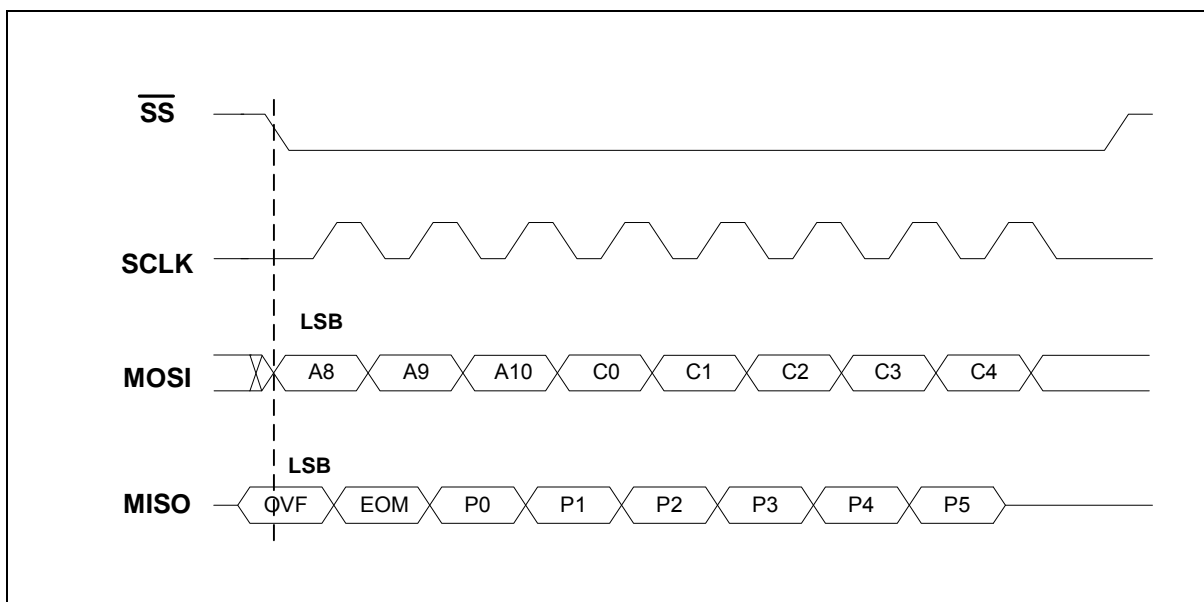 SS
SCLK
LSB
MOSI A8 A9 A10 C0 C1 C2 C3 C4
LSB
MISO OVF EOM P0 P1 P2 P3 P4 P5